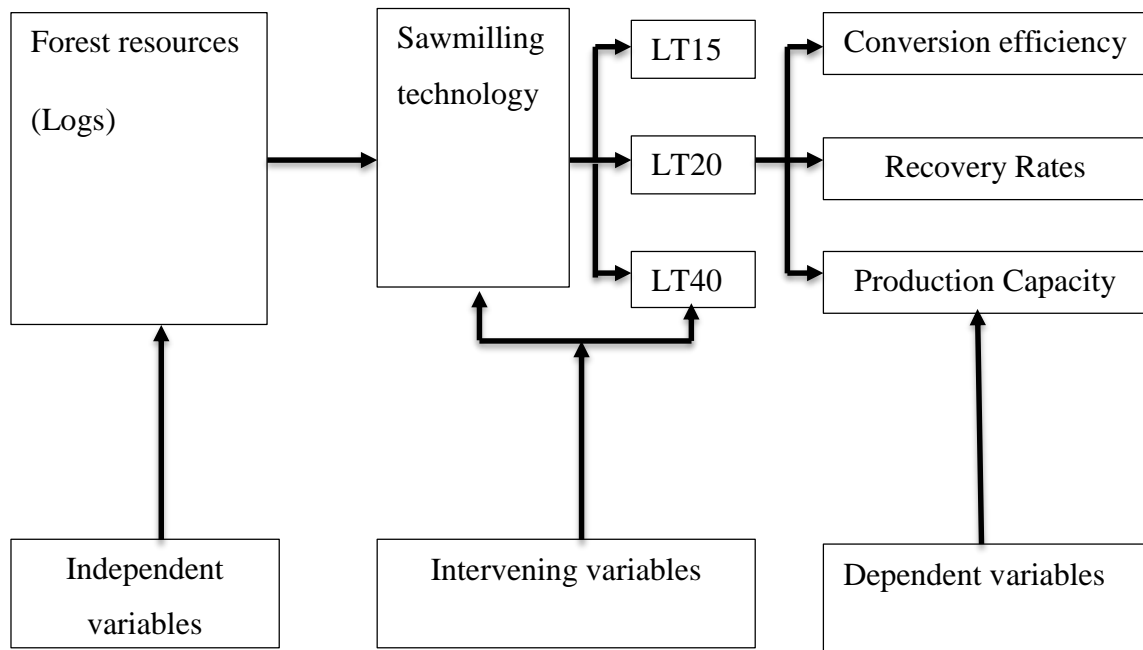 Forest resources
(Logs)
Sawmilling
technology
LT15
LT20
LT40
Conversion efficiency
Recovery Rates
Production Capacity
Independent
variables
Intervening variables
Dependent variables